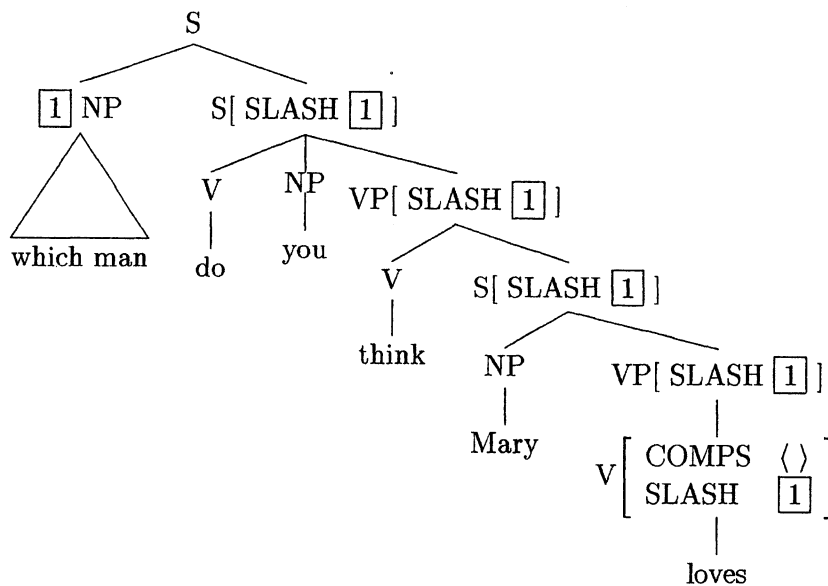 S
1 NP S[ SLASH 1 ]
V NP VP[ SLASH 1 ]
which man do you
V S[ SLASH 1 ]
think NP VP[ SLASH 1 ]
Mary V [ COMPS ⟨ ⟩
SLASH 1 ]
loves